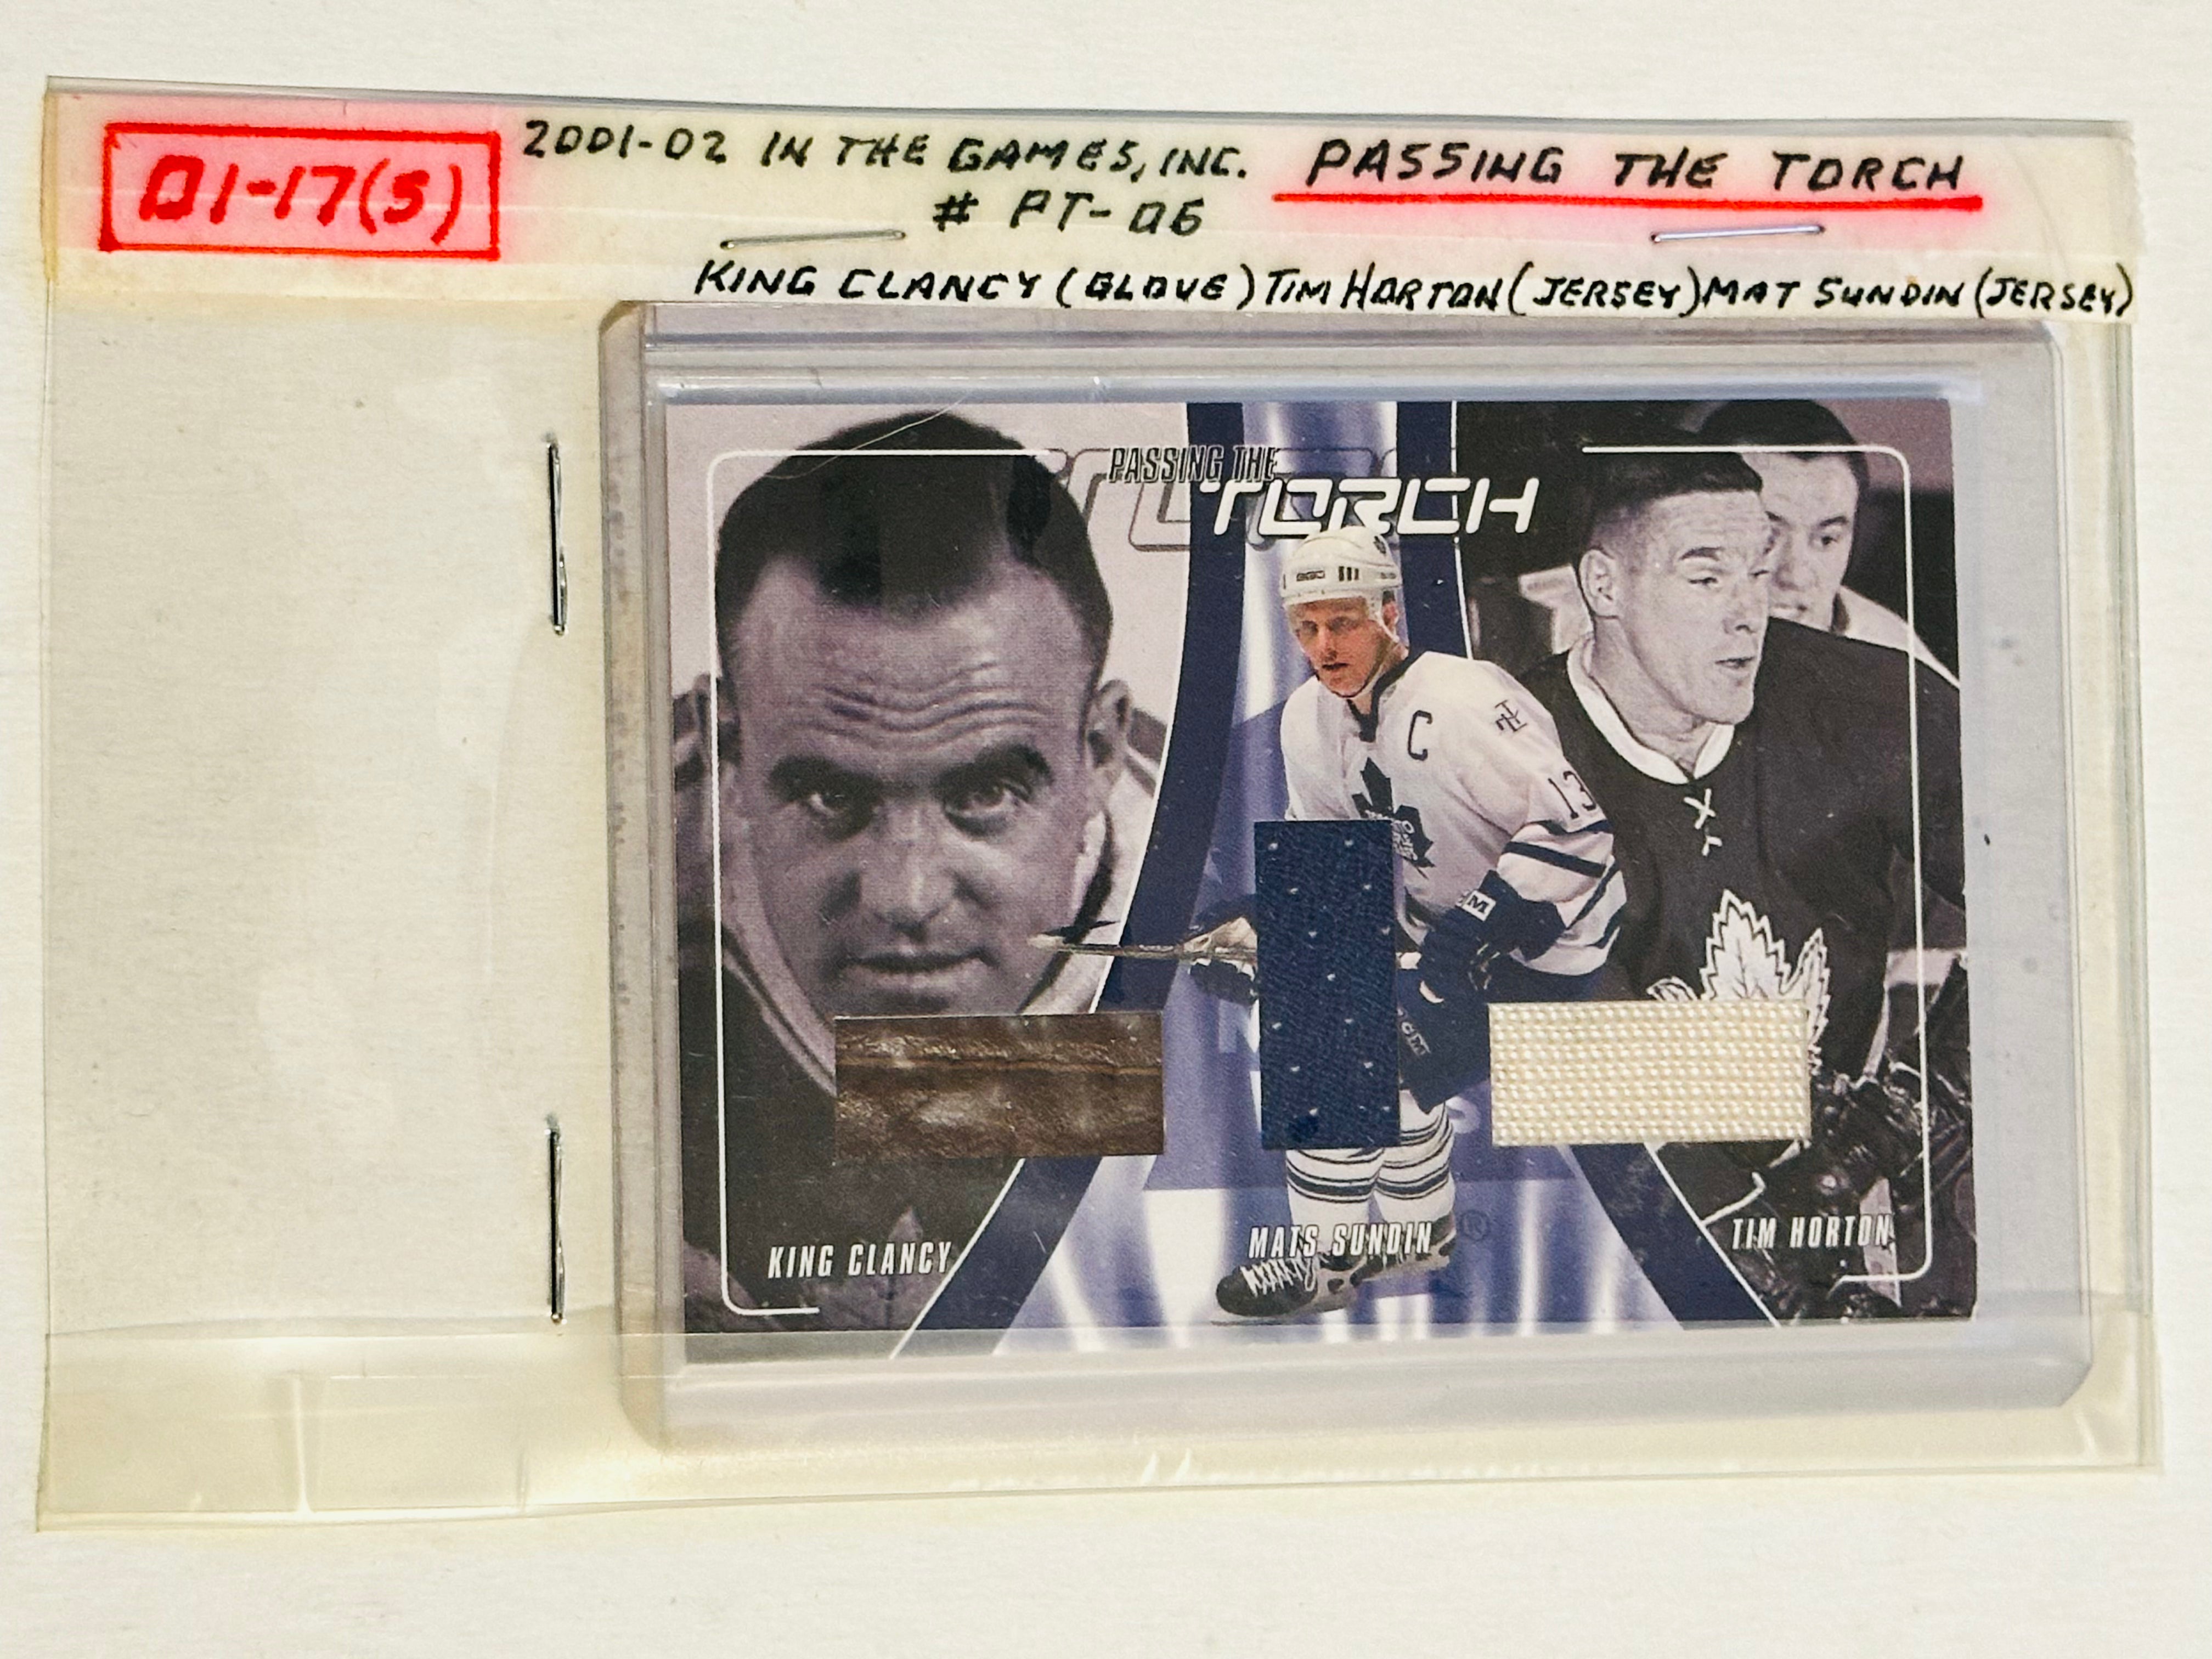 01-17(S)
2001-02 IN THE GAMES, INC. PASSING THE TORCH
# PT-06
KING CLANCY (GLOVE) TIM HORTON (JERSEY) MAT SUNDIN (JERSEY)
PASSING THE
TORCH
C
13
KING CLANCY
MATS SUNDIN ®
TIM HORTON